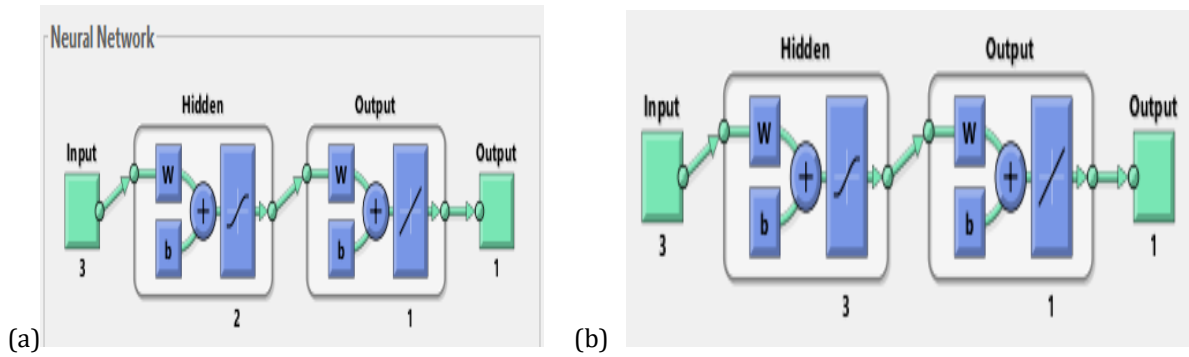 Neural Network
Hidden
Output
Input
Output
W
b
+
W
b
+
3
2
1
1
(a)
Hidden
Output
Input
Output
W
b
+
W
b
+
3
3
1
1
(b)